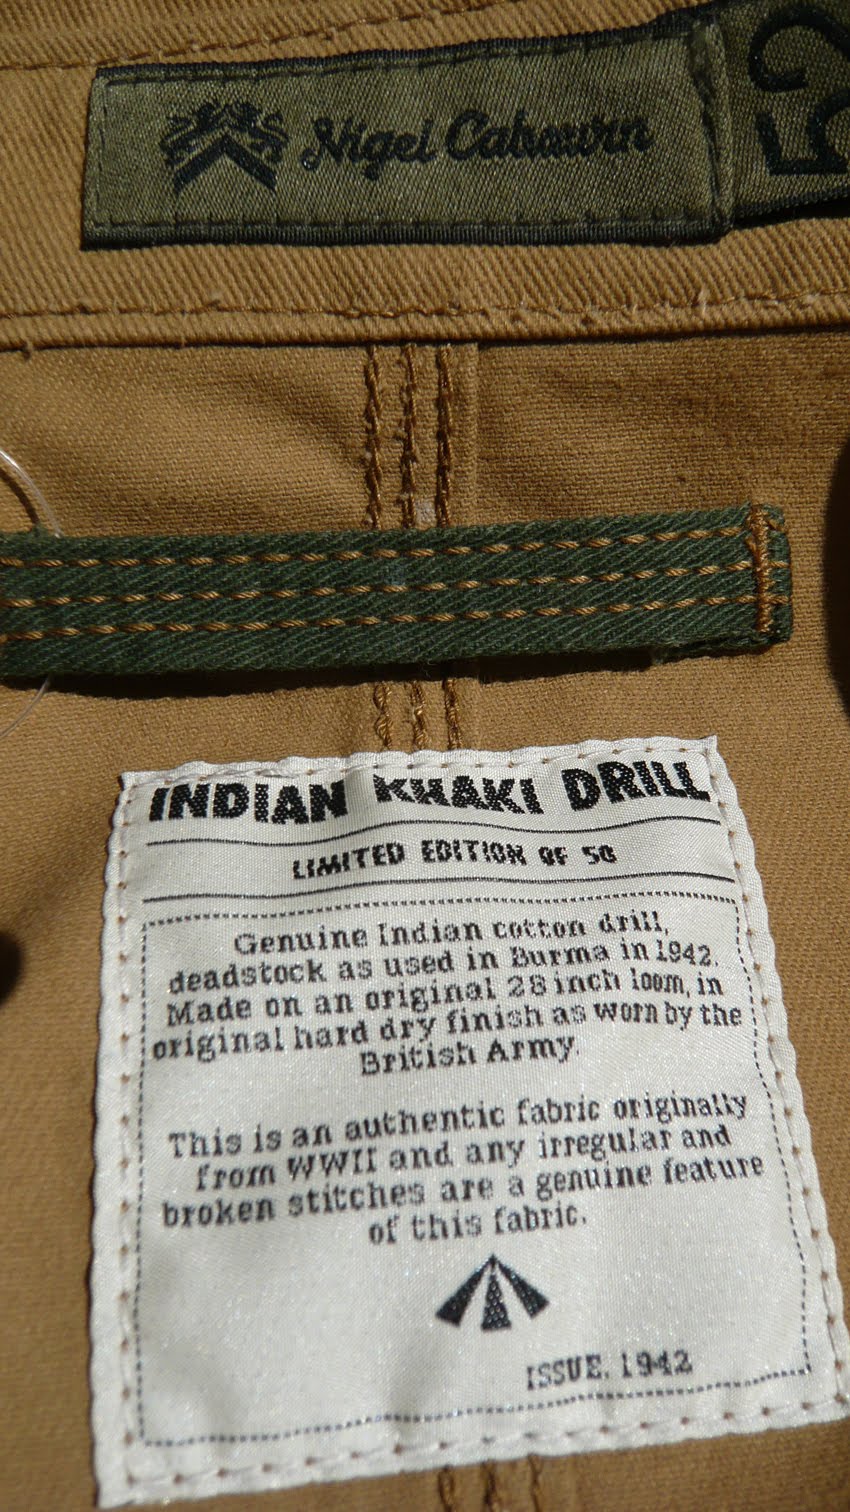 Nigel Cabourn
52
INDIAN KHAKI DRILL
LIMITED EDITION OF 50
Genuine Indian cotton drill,
deadstock as used in Burma in 1942.
Made on an original 28 inch loom, in
original hard dry finish as worn by the
British Army.
This is an authentic fabric originally
from WWII and any irregular and
broken stitches are a genuine feature
of this fabric.
ISSUE. 1942